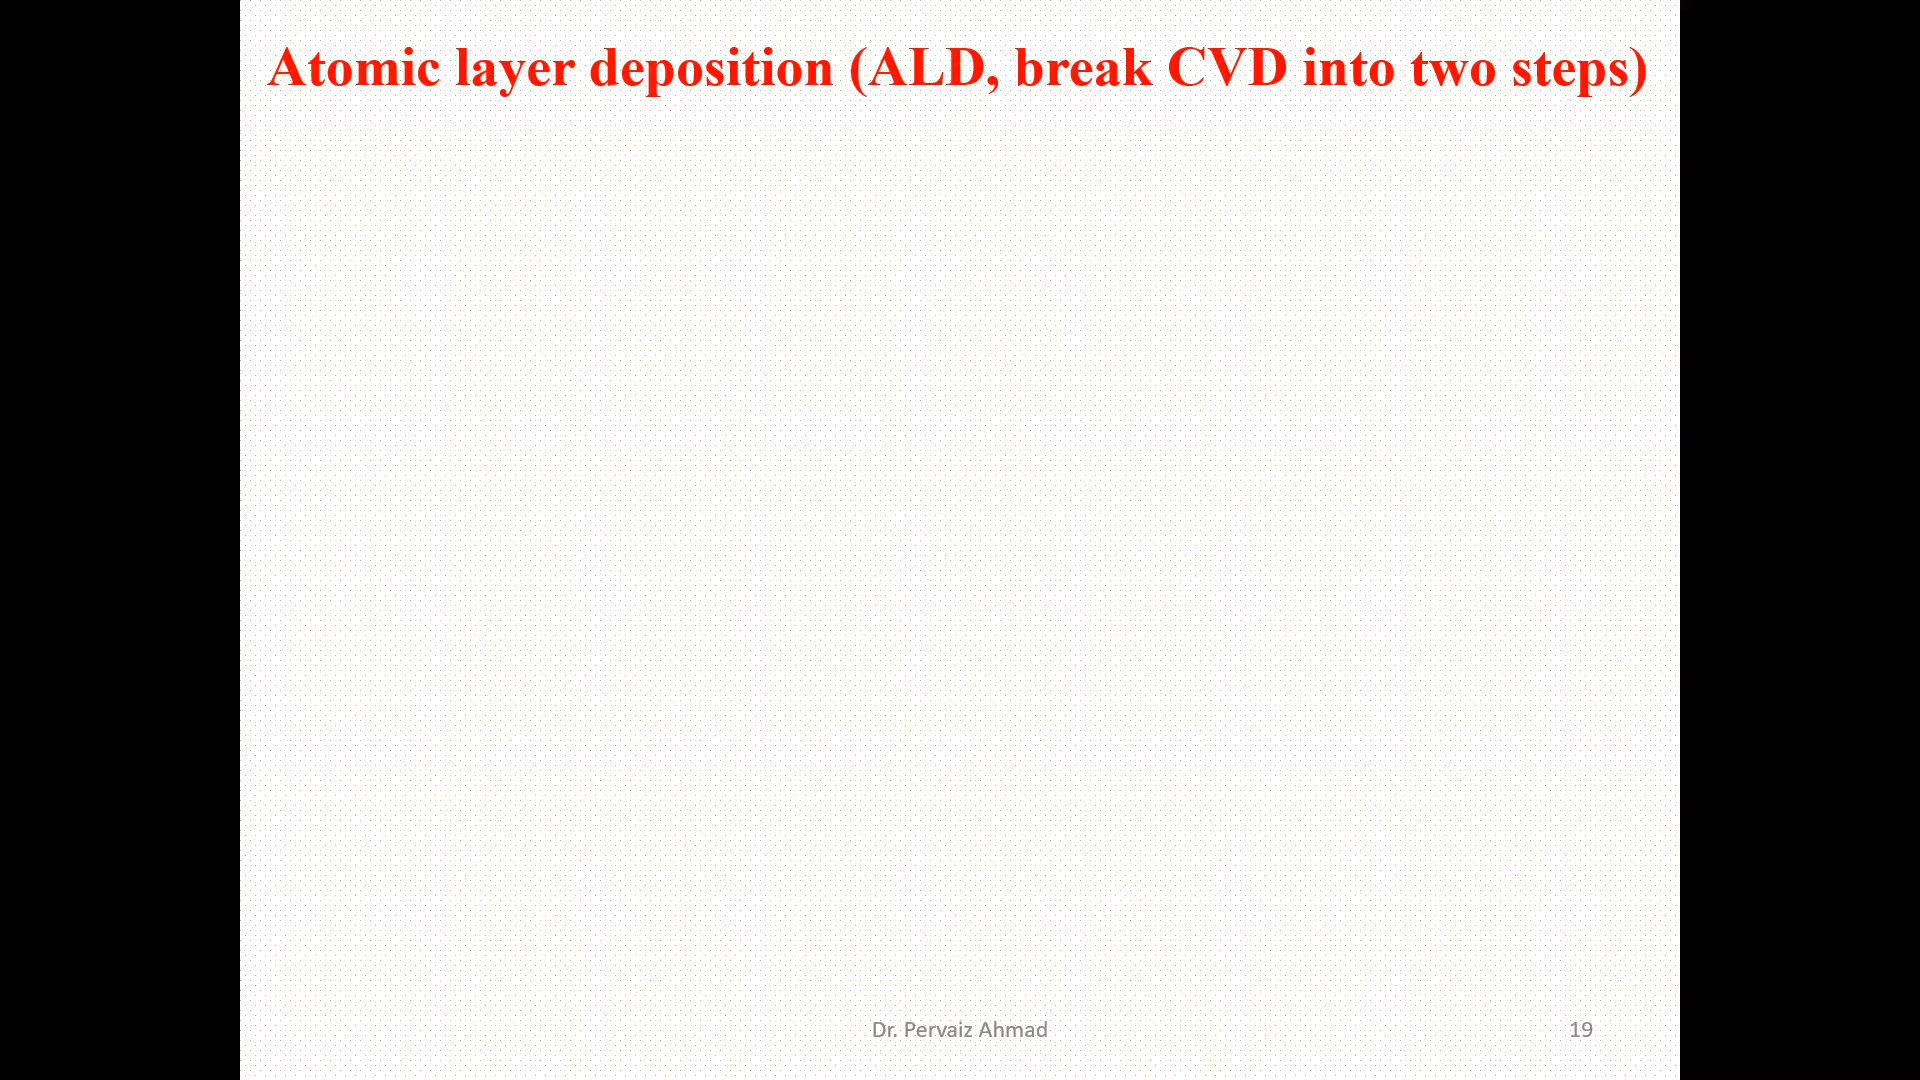 Atomic layer deposition (ALD, break CVD into two steps)
Dr. Pervaiz Ahmad
19